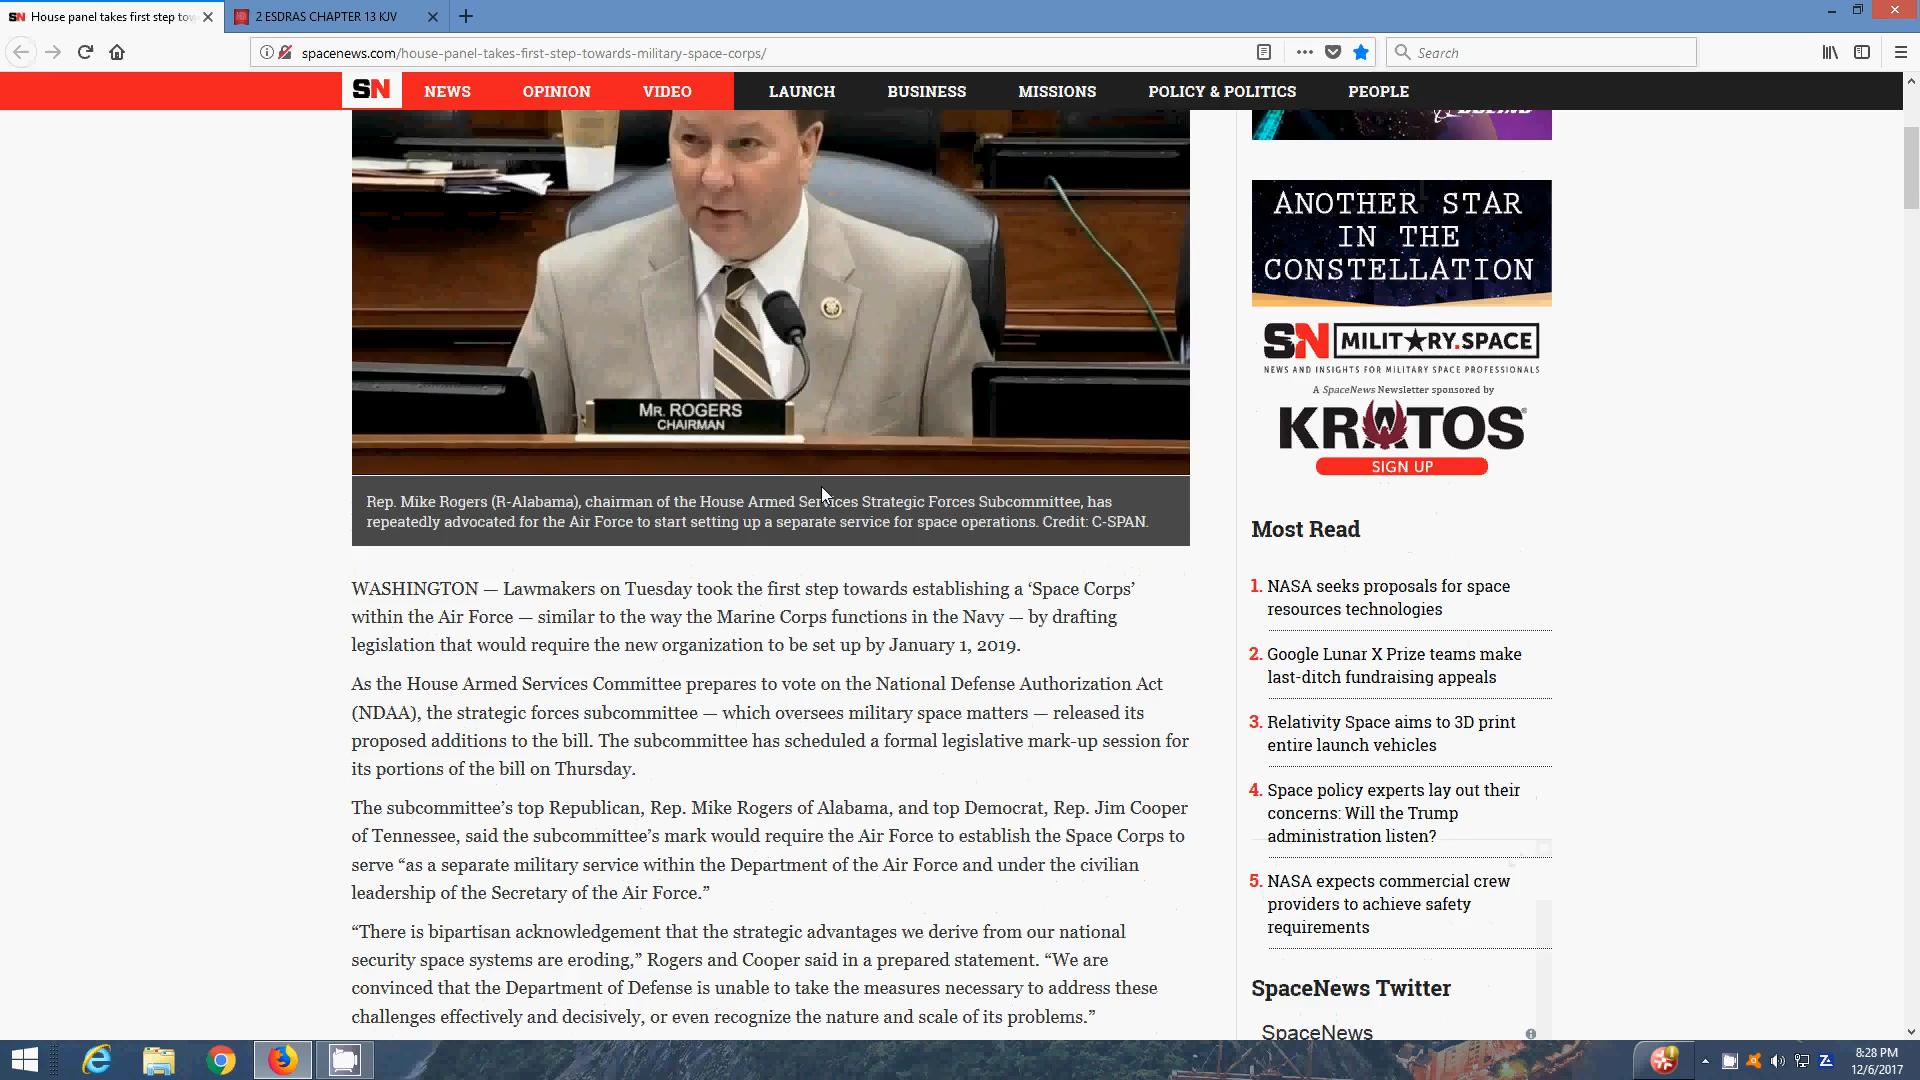 SN House panel takes first step tow
2 ESDRAS CHAPTER 13 KJV
spacenews.com/house-panel-takes-first-step-towards-military-space-corps/
Search
SN NEWS OPINION VIDEO LAUNCH BUSINESS MISSIONS POLICY & POLITICS PEOPLE
MR. ROGERS
CHAIRMAN
Rep. Mike Rogers (R-Alabama), chairman of the House Armed Services Strategic Forces Subcommittee, has
repeatedly advocated for the Air Force to start setting up a separate service for space operations. Credit: C-SPAN.
WASHINGTON — Lawmakers on Tuesday took the first step towards establishing a ‘Space Corps’
within the Air Force — similar to the way the Marine Corps functions in the Navy — by drafting
legislation that would require the new organization to be set up by January 1, 2019.
As the House Armed Services Committee prepares to vote on the National Defense Authorization Act
(NDAA), the strategic forces subcommittee — which oversees military space matters — released its
proposed additions to the bill. The subcommittee has scheduled a formal legislative mark-up session for
its portions of the bill on Thursday.
The subcommittee’s top Republican, Rep. Mike Rogers of Alabama, and top Democrat, Rep. Jim Cooper
of Tennessee, said the subcommittee’s mark would require the Air Force to establish the Space Corps to
serve “as a separate military service within the Department of the Air Force and under the civilian
leadership of the Secretary of the Air Force.”
“There is bipartisan acknowledgement that the strategic advantages we derive from our national
security space systems are eroding,” Rogers and Cooper said in a prepared statement. “We are
convinced that the Department of Defense is unable to take the measures necessary to address these
challenges effectively and decisively, or even recognize the nature and scale of its problems.”
ANOTHER STAR
IN THE
CONSTELLATION
SN MILIT★RY.SPACE
NEWS AND INSIGHTS FOR MILITARY SPACE PROFESSIONALS
A SpaceNews Newsletter sponsored by
KRATOS
SIGN UP
Most Read
1. NASA seeks proposals for space
resources technologies
2. Google Lunar X Prize teams make
last-ditch fundraising appeals
3. Relativity Space aims to 3D print
entire launch vehicles
4. Space policy experts lay out their
concerns: Will the Trump
administration listen?
5. NASA expects commercial crew
providers to achieve safety
requirements
SpaceNews Twitter
SpaceNews
8:28 PM
12/6/2017